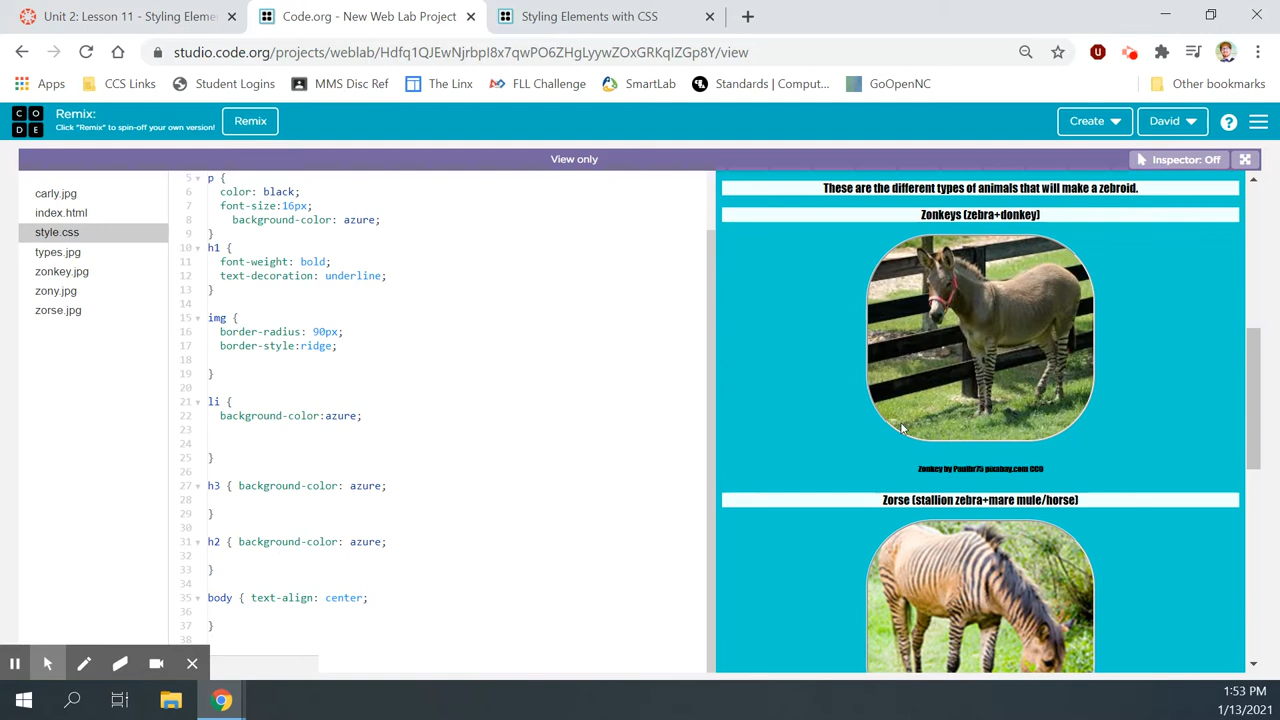 Unit 2: Lesson 11 - Styling Eleme
Code.org - New Web Lab Project
Styling Elements with CSS
studio.code.org/projects/weblab/Hdfq1OJEwNjrbpI8x7qwPO6ZHgLyywZOxGRKqIZGp8Y/view
Apps
CCS Links
Student Logins
MMS Disc Ref
The Linx
FLL Challenge
SmartLab
Standards | Comput...
GoOpenNC
Other bookmarks
C O
D E
Remix:
Click "Remix" to spin-off your own version!
Remix
Create
David
?
View only
Inspector: Off
carly.jpg
index.html
style.css
types.jpg
zonkey.jpg
zony.jpg
zorse.jpg
5 p {
6 color: black;
7 font-size:16px;
8 background-color: azure;
9 }
10 h1 {
11 font-weight: bold;
12 text-decoration: underline;
13 }
14
15 img {
16 border-radius: 90px;
17 border-style:ridge;
18
19 }
20
21 li {
22 background-color:azure;
23
24
25 }
26
27 h3 { background-color: azure;
28
29 }
30
31 h2 { background-color: azure;
32
33 }
34
35 body { text-align: center;
36
37 }
38
These are the different types of animals that will make a zebroid.
Zonkeys (zebra+donkey)
Zonkey by Paulbr75 pixabay.com CC0
Zorse (stallion zebra+mare mule/horse)
1:53 PM
1/13/2021